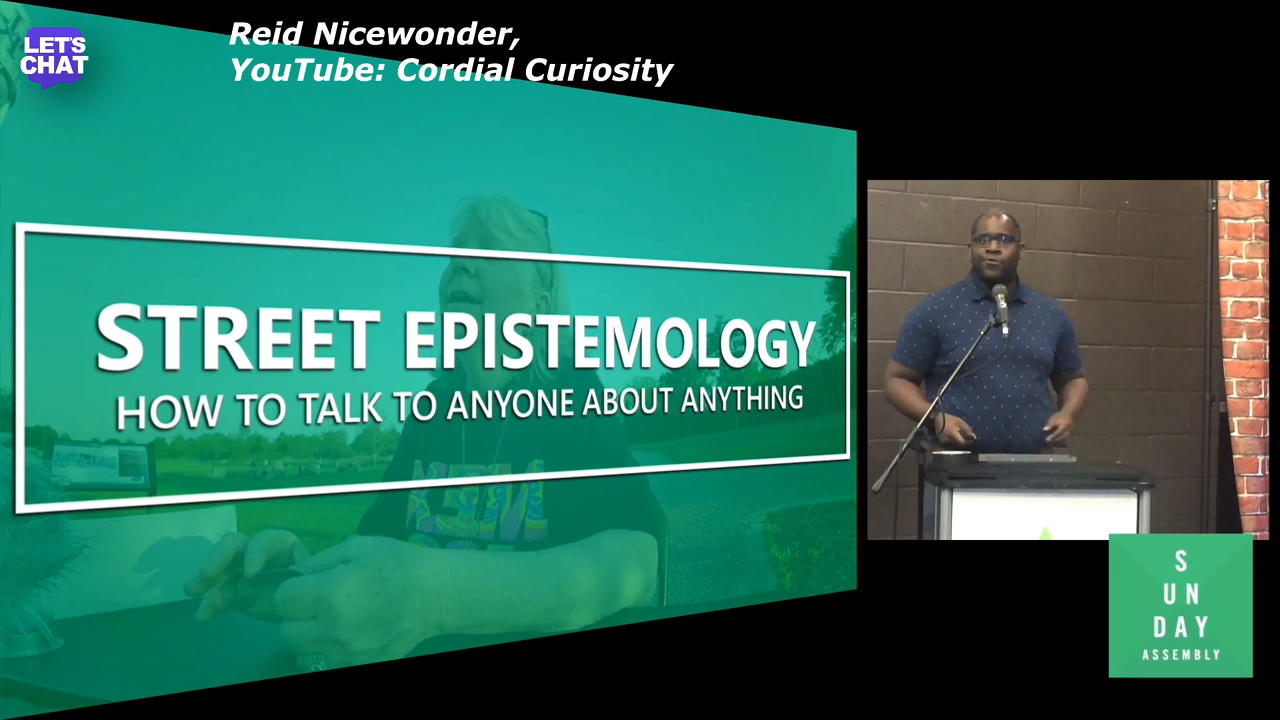 LET'S
CHAT
Reid Nicewonder,
YouTube: Cordial Curiosity
STREET EPISTEMOLOGY
HOW TO TALK TO ANYONE ABOUT ANYTHING
S
UN
DAY
ASSEMBLY